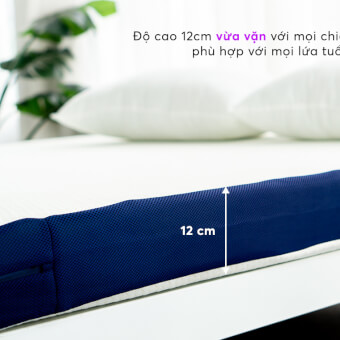 Độ cao 12cm vừa vặn với mọi
phù hợp với mọi lứa
12 cm